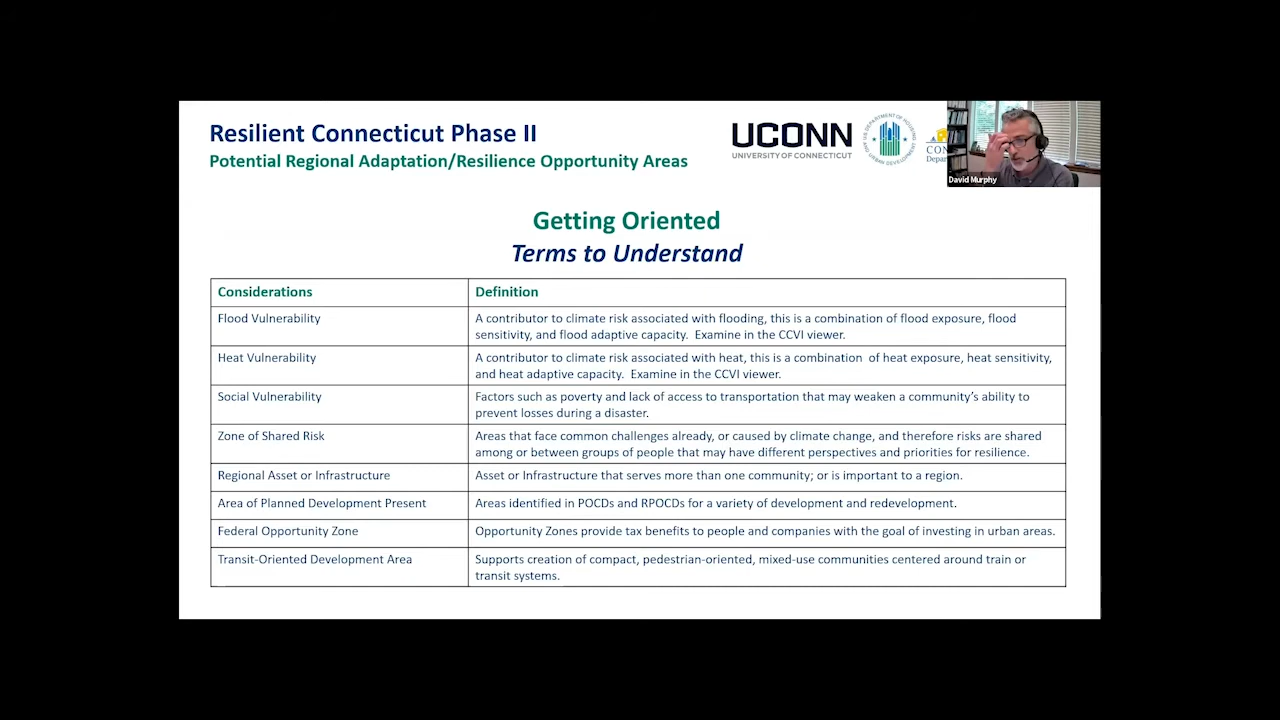 Resilient Connecticut Phase II
Potential Regional Adaptation/Resilience Opportunity Areas
UCONN
UNIVERSITY OF CONNECTICUT
U.S. DEPARTMENT OF HOUSING AND URBAN DEVELOPMENT
CON
Depar
David Murphy
Getting Oriented
Terms to Understand
Considerations
Definition
Flood Vulnerability
A contributor to climate risk associated with flooding, this is a combination of flood exposure, flood
sensitivity, and flood adaptive capacity.  Examine in the CCVI viewer.
Heat Vulnerability
A contributor to climate risk associated with heat, this is a combination  of heat exposure, heat sensitivity,
and heat adaptive capacity.  Examine in the CCVI viewer.
Social Vulnerability
Factors such as poverty and lack of access to transportation that may weaken a community's ability to
prevent losses during a disaster.
Zone of Shared Risk
Areas that face common challenges already, or caused by climate change, and therefore risks are shared
among or between groups of people that may have different perspectives and priorities for resilience.
Regional Asset or Infrastructure
Asset or Infrastructure that serves more than one community; or is important to a region.
Area of Planned Development Present
Areas identified in POCDs and RPOCDs for a variety of development and redevelopment.
Federal Opportunity Zone
Opportunity Zones provide tax benefits to people and companies with the goal of investing in urban areas.
Transit-Oriented Development Area
Supports creation of compact, pedestrian-oriented, mixed-use communities centered around train or
transit systems.